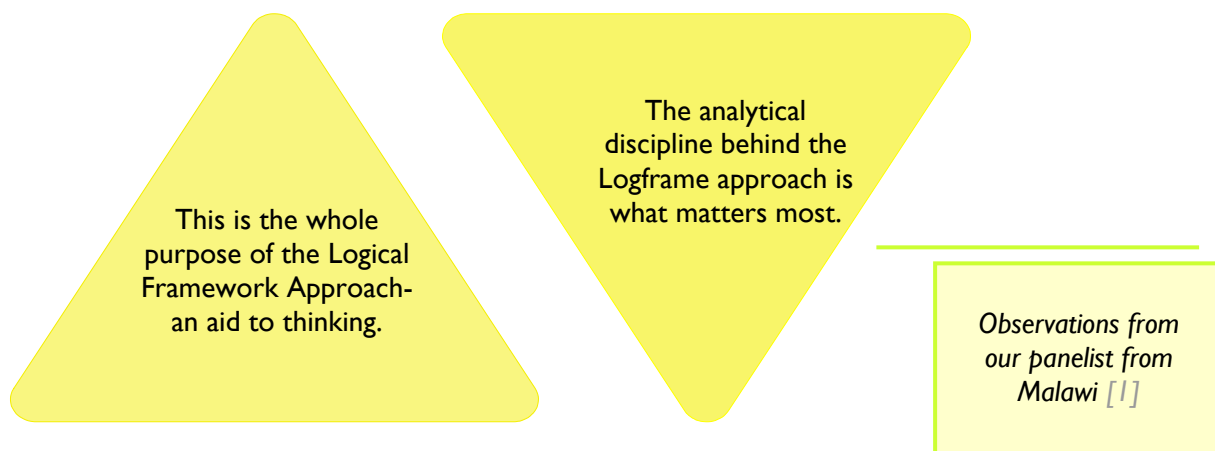 This is the whole
purpose of the Logical
Framework Approach-
an aid to thinking.
The analytical
discipline behind the
Logframe approach is
what matters most.
Observations from
our panelist from
Malawi [1]